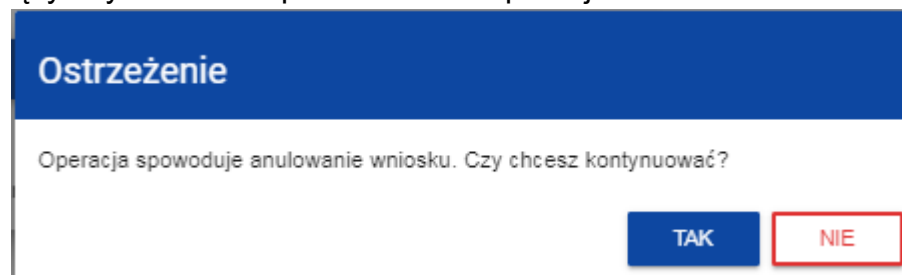 Ostrzeżenie
Operacja spowoduje anulowanie wniosku. Czy chcesz kontynuować?
TAK NIE